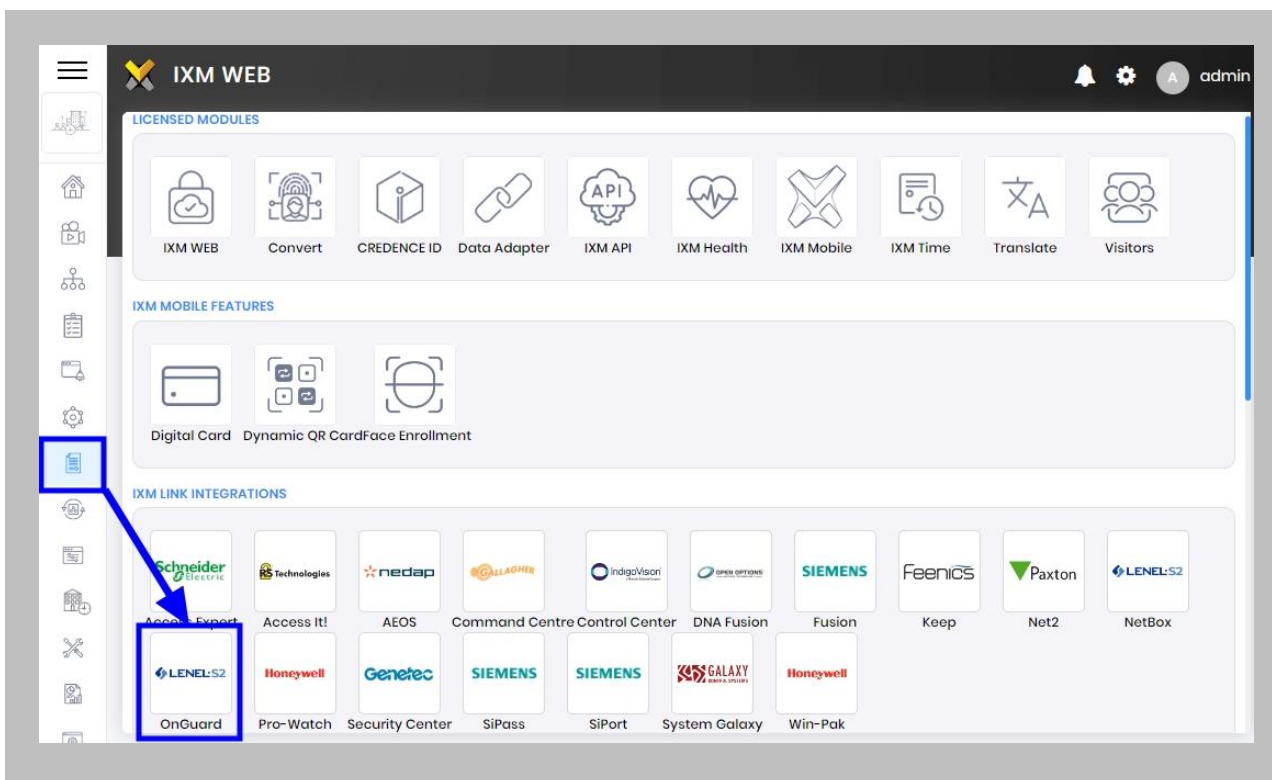 IXM WEB
A admin
LICENSED MODULES
API
IXM WEB Convert CREDENCE ID Data Adapter IXM API IXM Health IXM Mobile IXM Time Translate Visitors
IXM MOBILE FEATURES
Digital Card Dynamic QR Card Face Enrollment
IXM LINK INTEGRATIONS
Schneider Electric RS Technologies nedap GALLAGHER IndigoVision OPEN OPTIONS SIEMENS Feenics Paxton LENEL:S2
Access Expert Access It! AEOS Command Centre Control Center DNA Fusion Fusion Keep Net2 NetBox
LENEL:S2 Honeywell Genetec SIEMENS SIEMENS GALAXY CONTROL SYSTEMS Honeywell
OnGuard Pro-Watch Security Center SiPass SiPort System Galaxy Win-Pak